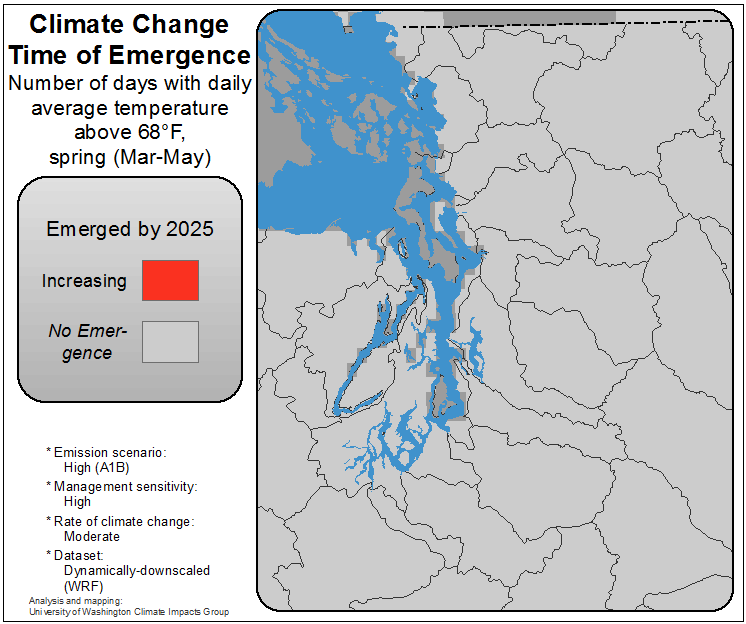 Climate Change
Time of Emergence
Number of days with daily
average temperature
above 68°F,
spring (Mar-May)
Emerged by 2025
Increasing
No Emer-
gence
* Emission scenario:
High (A1B)
* Management sensitivity:
High
* Rate of climate change:
Moderate
* Dataset:
Dynamically-downscaled
(WRF)
Analysis and mapping:
University of Washington Climate Impacts Group